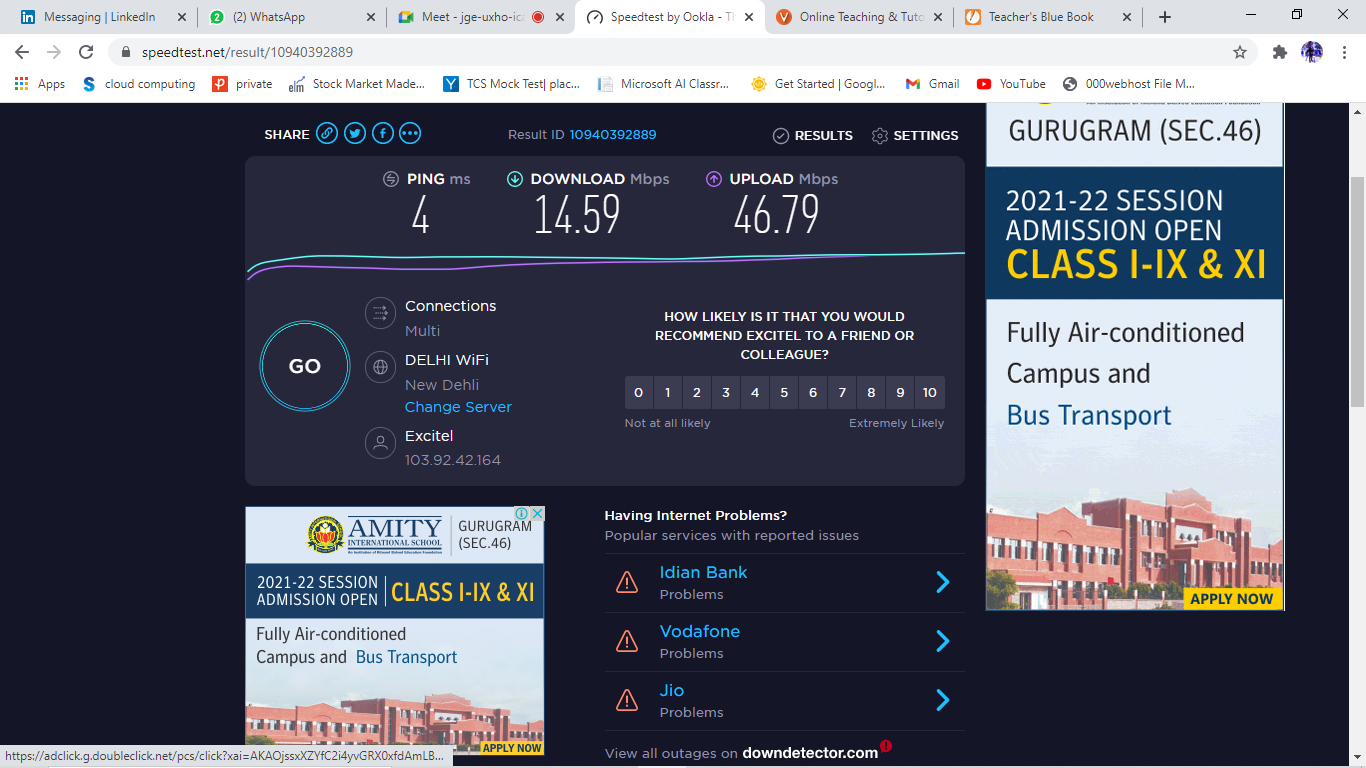 Messaging | LinkedIn
(2) WhatsApp
Meet - jge-uxho-ica
Speedtest by Ookla - Th
Online Teaching & Tuto
Teacher's Blue Book
speedtest.net/result/10940392889
Apps
cloud computing
private
Stock Market Made...
TCS Mock Test| plac...
Microsoft AI Classr...
Get Started | Googl...
Gmail
YouTube
000webhost File M...
SHARE
Result ID 10940392889
RESULTS
SETTINGS
PING ms
4
DOWNLOAD Mbps
14.59
UPLOAD Mbps
46.79
GO
Connections
Multi
DELHI WiFi
New Dehli
Change Server
Excitel
103.92.42.164
HOW LIKELY IS IT THAT YOU WOULD
RECOMMEND EXCITEL TO A FRIEND OR
COLLEAGUE?
0 1 2 3 4 5 6 7 8 9 10
Not at all likely
Extremely Likely
GURUGRAM (SEC.46)
2021-22 SESSION
ADMISSION OPEN
CLASS I-IX & XI
Fully Air-conditioned
Campus and
Bus Transport
APPLY NOW
AMITY
INTERNATIONAL SCHOOL
An Institution of Ritnand Balved Education Foundation
GURUGRAM
(SEC.46)
2021-22 SESSION
ADMISSION OPEN
CLASS I-IX & XI
Fully Air-conditioned
Campus and Bus Transport
APPLY NOW
Having Internet Problems?
Popular services with reported issues
Idian Bank
Problems
Vodafone
Problems
Jio
Problems
View all outages on downdetector.com
https://adclick.g.doubleclick.net/pcs/click?xai=AKAOjssxXZYfC2i4yvGRX0xfdAmLB...